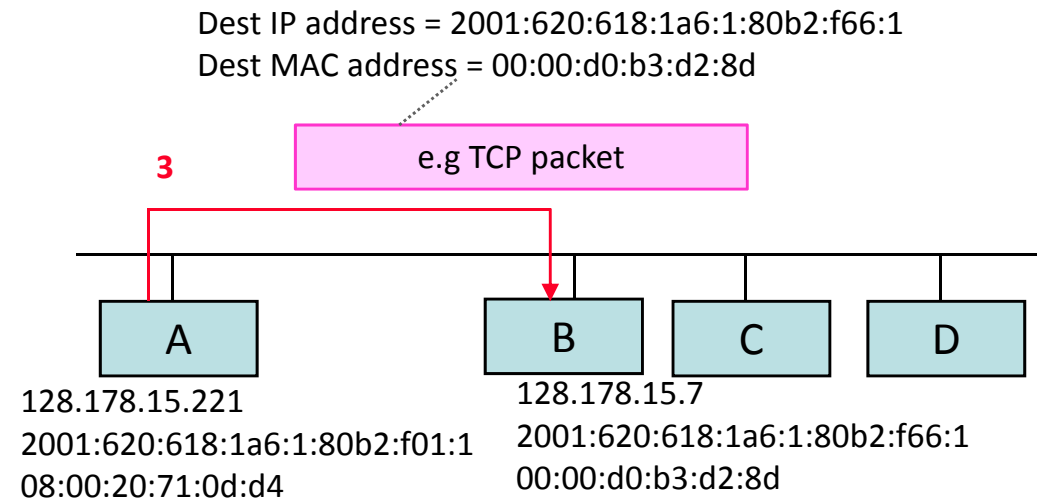 Dest IP address = 2001:620:618:1a6:1:80b2:f66:1
Dest MAC address = 00:00:d0:b3:d2:8d
e.g TCP packet
3
A
B
C
D
128.178.15.221
2001:620:618:1a6:1:80b2:f01:1
08:00:20:71:0d:d4
128.178.15.7
2001:620:618:1a6:1:80b2:f66:1
00:00:d0:b3:d2:8d